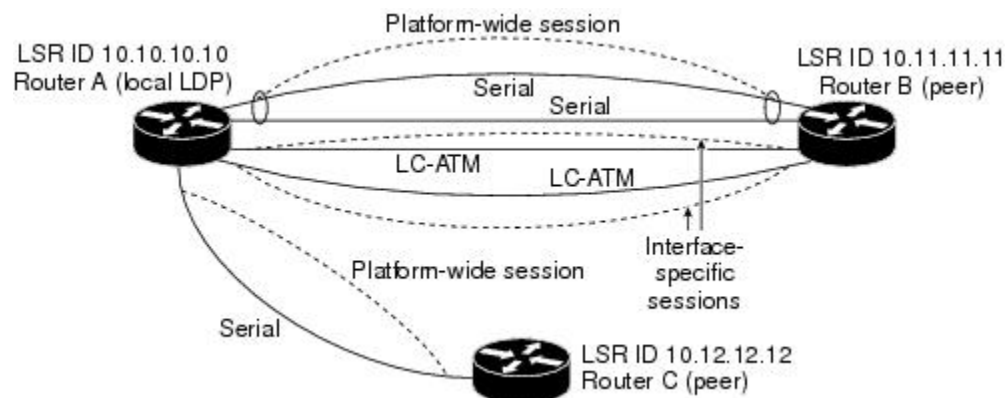 Platform-wide session
LSR ID 10.10.10.10
Router A (local LDP)
LSR ID 10.11.11.11
Router B (peer)
Serial
Serial
LC-ATM
LC-ATM
Interface-
specific
sessions
Platform-wide session
Serial
LSR ID 10.12.12.12
Router C (peer)